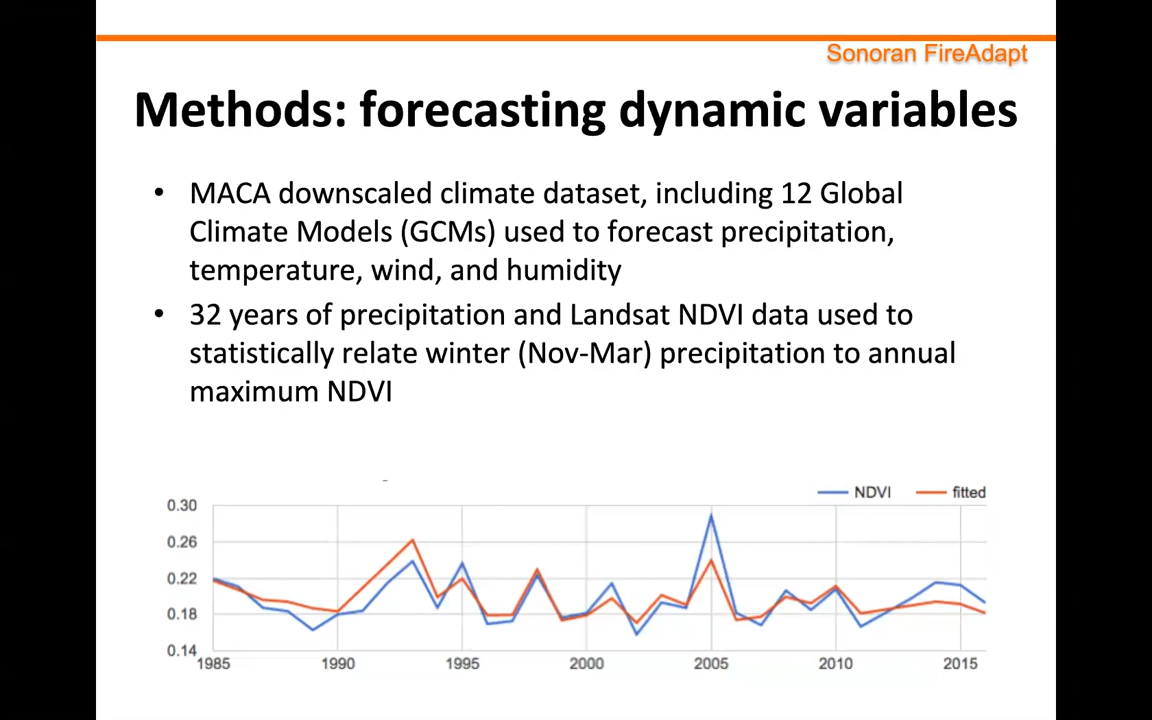 Sonoran FireAdapt
Methods: forecasting dynamic variables
• MACA downscaled climate dataset, including 12 Global
Climate Models (GCMs) used to forecast precipitation,
temperature, wind, and humidity
• 32 years of precipitation and Landsat NDVI data used to
statistically relate winter (Nov-Mar) precipitation to annual
maximum NDVI
NDVI fitted
0.30
0.26
0.22
0.18
0.14
1985 1990 1995 2000 2005 2010 2015